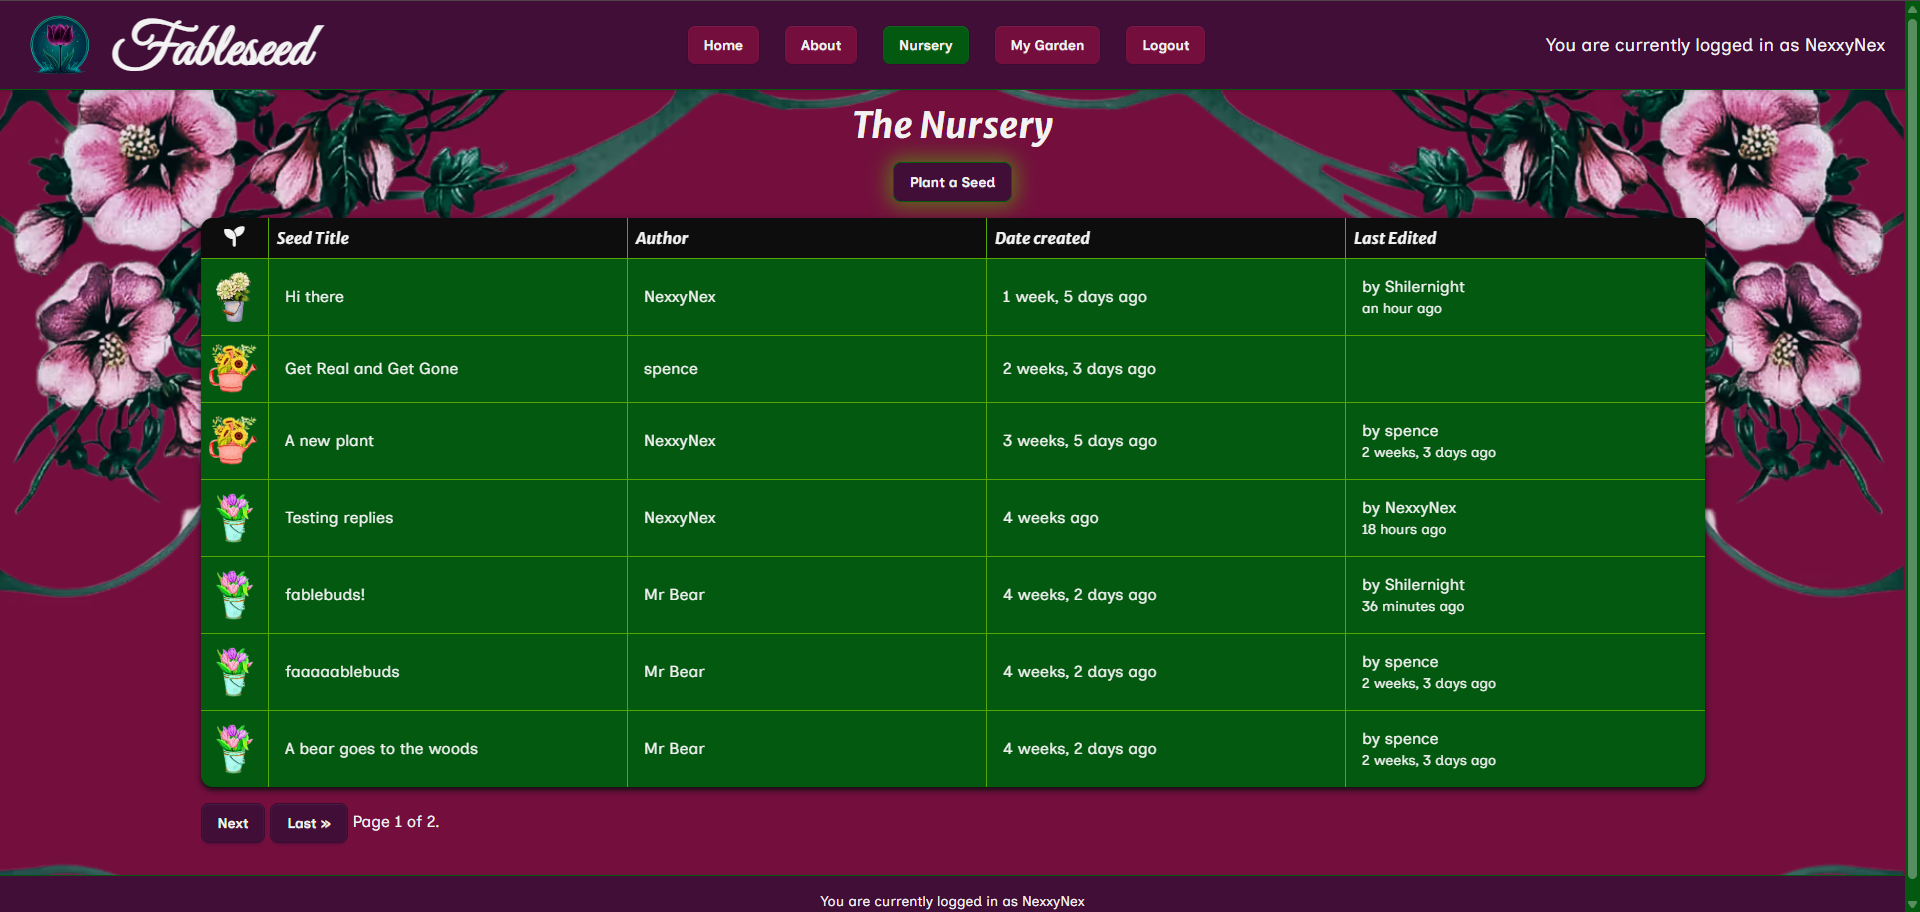 Fableseed
Home About Nursery My Garden Logout
You are currently logged in as NexxyNex
The Nursery
Plant a Seed
Seed Title Author Date created Last Edited
Hi there NexxyNex 1 week, 5 days ago by Shilernight
an hour ago
Get Real and Get Gone spence 2 weeks, 3 days ago
A new plant NexxyNex 3 weeks, 5 days ago by spence
2 weeks, 3 days ago
Testing replies NexxyNex 4 weeks ago by NexxyNex
18 hours ago
fablebuds! Mr Bear 4 weeks, 2 days ago by Shilernight
36 minutes ago
faaaaablebuds Mr Bear 4 weeks, 2 days ago by spence
2 weeks, 3 days ago
A bear goes to the woods Mr Bear 4 weeks, 2 days ago by spence
2 weeks, 3 days ago
Next Last » Page 1 of 2.
You are currently logged in as NexxyNex